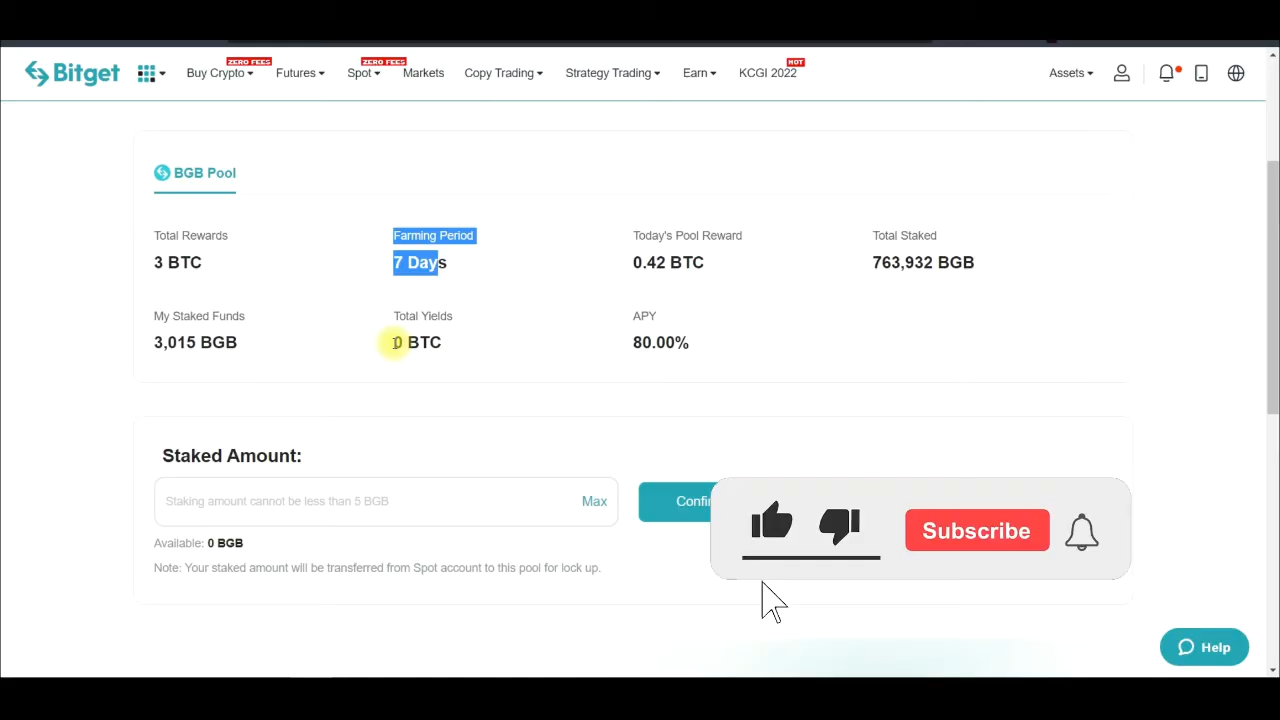 Bitget
Buy Crypto
ZERO FEES
Futures
Spot
ZERO FEES
Markets
Copy Trading
Strategy Trading
Earn
KCGI 2022
HOT
Assets
BGB Pool
Total Rewards
Farming Period
Today's Pool Reward
Total Staked
3 BTC
7 Days
0.42 BTC
763,932 BGB
My Staked Funds
Total Yields
APY
3,015 BGB
0 BTC
80.00%
Staked Amount:
Staking amount cannot be less than 5 BGB
Max
Confir
Subscribe
Available: 0 BGB
Note: Your staked amount will be transferred from Spot account to this pool for lock up.
Help